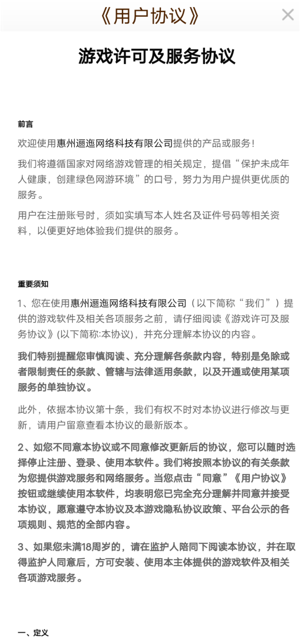 《用户协议》
游戏许可及服务协议
前言
欢迎使用惠州迴迤网络科技有限公司提供的产品或服务！
我们将遵循国家对网络游戏管理的相关规定，提倡“保护未成年
人健康，创建绿色网游环境”的口号，努力为用户提供更优质的
服务。
用户在注册账号时，须如实填写本人姓名及证件号码等相关资
料，以便更好地体验我们提供的服务。
重要须知
1、您在使用惠州迴迤网络科技有限公司（以下简称“我们”）提
供的游戏软件及相关各项服务之前，请仔细阅读《游戏许可及服
务协议》(以下简称:本协议)，并充分理解本协议的内容。
我们特别提醒您审慎阅读、充分理解各条款内容，特别是免除或
者限制责任的条款、管辖与法律适用条款，以及开通或使用某项
服务的单独协议。
此外，依据本协议第十条，我们有权不时对本协议进行修改与更
新，请用户留意查看本协议的最新版本。
2、如您不同意本协议或不同意修改更新后的协议，您可以随时选
择停止注册、登录、使用本软件。我们将按照本协议的有关条款
为您提供游戏服务和网络服务。当您点击“同意”《用户协议》
按钮或继续使用本软件，均表明您已完全充分理解并同意并接受
本协议，愿意遵守本协议及本游戏隐私协议政策、平台公示的各
项规则、规范的全部内容。
3、如果您未满18周岁的，请在监护人陪同下阅读本协议，并在取
得监护人同意后，方可安装、使用本主体提供的游戏软件及相关
各项游戏服务。
一、定义